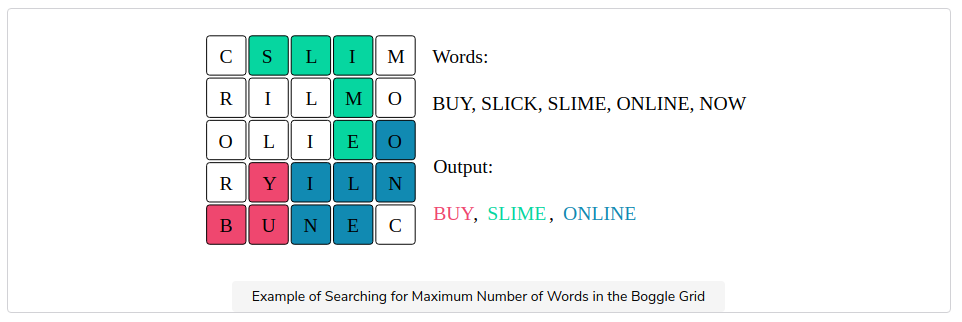 C S L I M
Words:
R I L M O
BUY, SLICK, SLIME, ONLINE, NOW
O L I E O
Output:
R Y I L N
BUY, SLIME, ONLINE
B U N E C
Example of Searching for Maximum Number of Words in the Boggle Grid